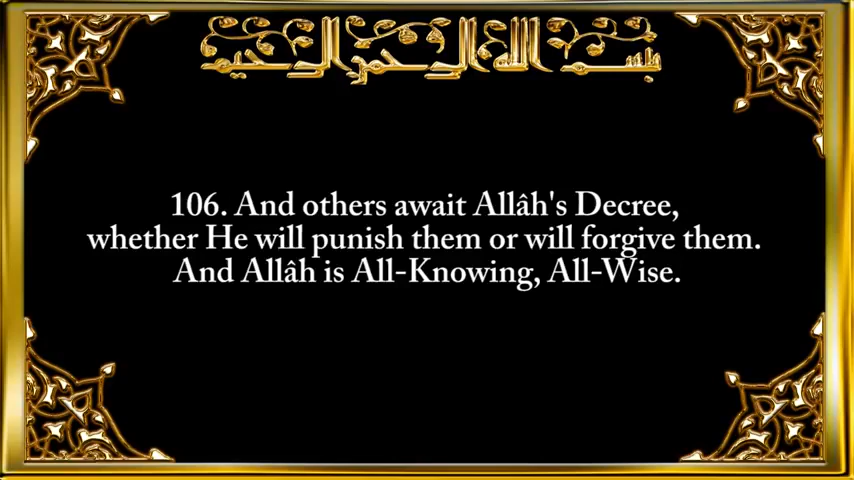 بسم الله الرحمن الرحيم
106. And others await Allâh's Decree,
whether He will punish them or will forgive them.
And Allâh is All-Knowing, All-Wise.